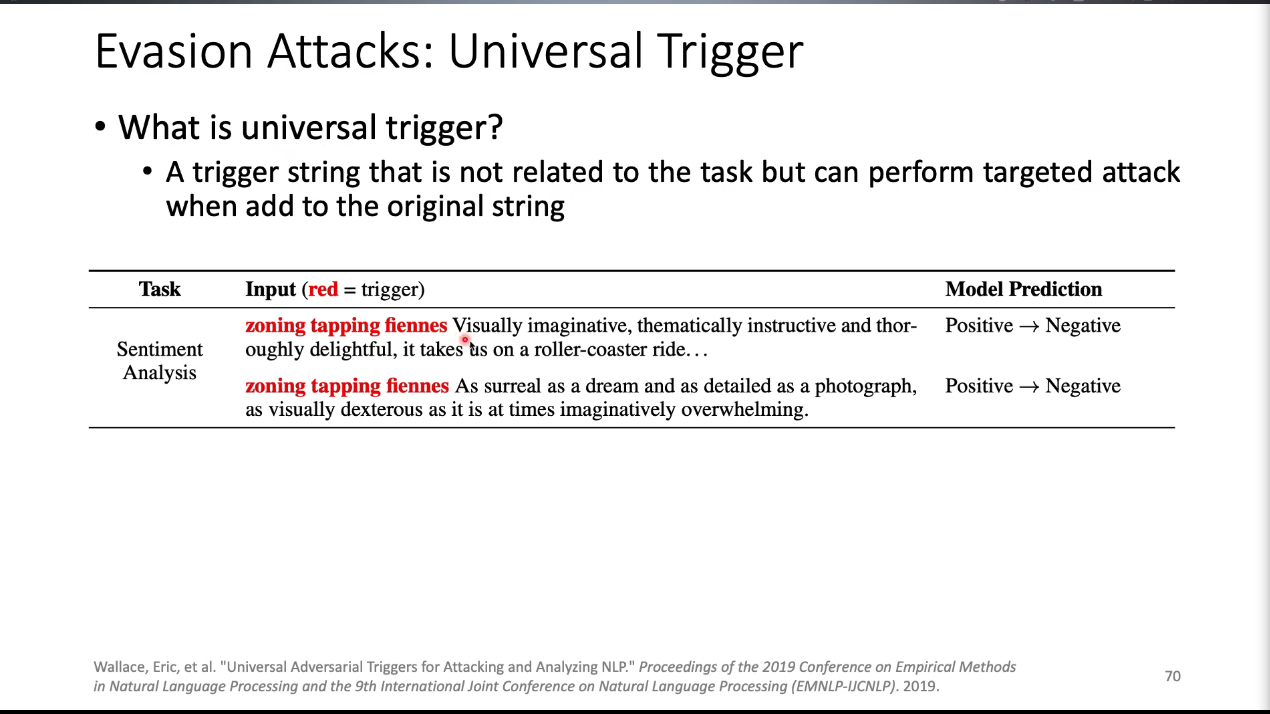 Evasion Attacks: Universal Trigger
• What is universal trigger?
• A trigger string that is not related to the task but can perform targeted attack
when add to the original string
Task Input (red = trigger) Model Prediction
Sentiment
Analysis
zoning tapping fiennes Visually imaginative, thematically instructive and thor- Positive → Negative
oughly delightful, it takes us on a roller-coaster ride...
zoning tapping fiennes As surreal as a dream and as detailed as a photograph, Positive → Negative
as visually dexterous as it is at times imaginatively overwhelming.
Wallace, Eric, et al. "Universal Adversarial Triggers for Attacking and Analyzing NLP." Proceedings of the 2019 Conference on Empirical Methods
in Natural Language Processing and the 9th International Joint Conference on Natural Language Processing (EMNLP-IJCNLP). 2019.
70